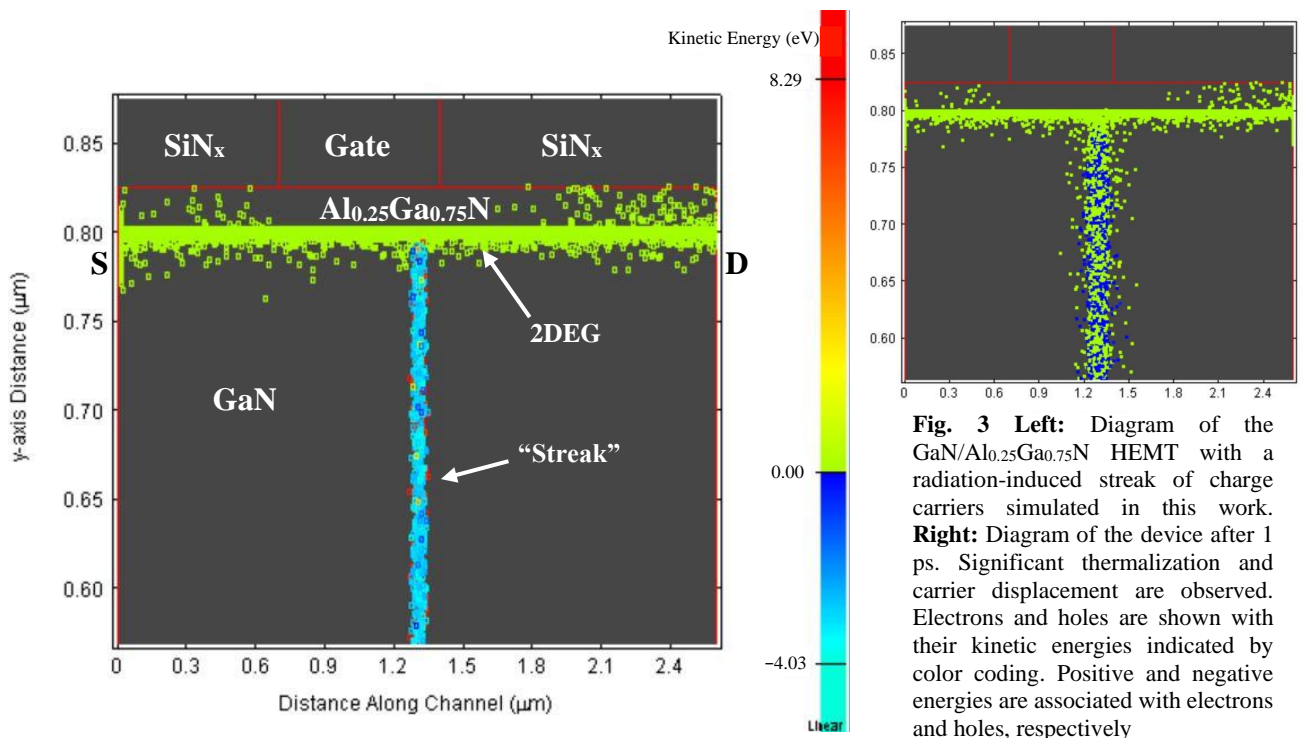 Kinetic Energy (eV)
8.29
0.00
−4.03
Linear
SiNx
Gate
SiNx
Al0.25Ga0.75N
S
D
2DEG
GaN
“Streak”
0.85
0.80
0.75
0.70
0.65
0.60
y-axis Distance (μm)
0 0.3 0.6 0.9 1.2 1.5 1.8 2.1 2.4
Distance Along Channel (μm)
0.85
0.80
0.75
0.70
0.65
0.60
0 0.3 0.6 0.9 1.2 1.5 1.8 2.1 2.4
Fig. 3 Left: Diagram of the
GaN/Al0.25Ga0.75N HEMT with a
radiation-induced streak of charge
carriers simulated in this work.
Right: Diagram of the device after 1
ps. Significant thermalization and
carrier displacement are observed.
Electrons and holes are shown with
their kinetic energies indicated by
color coding. Positive and negative
energies are associated with electrons
and holes, respectively